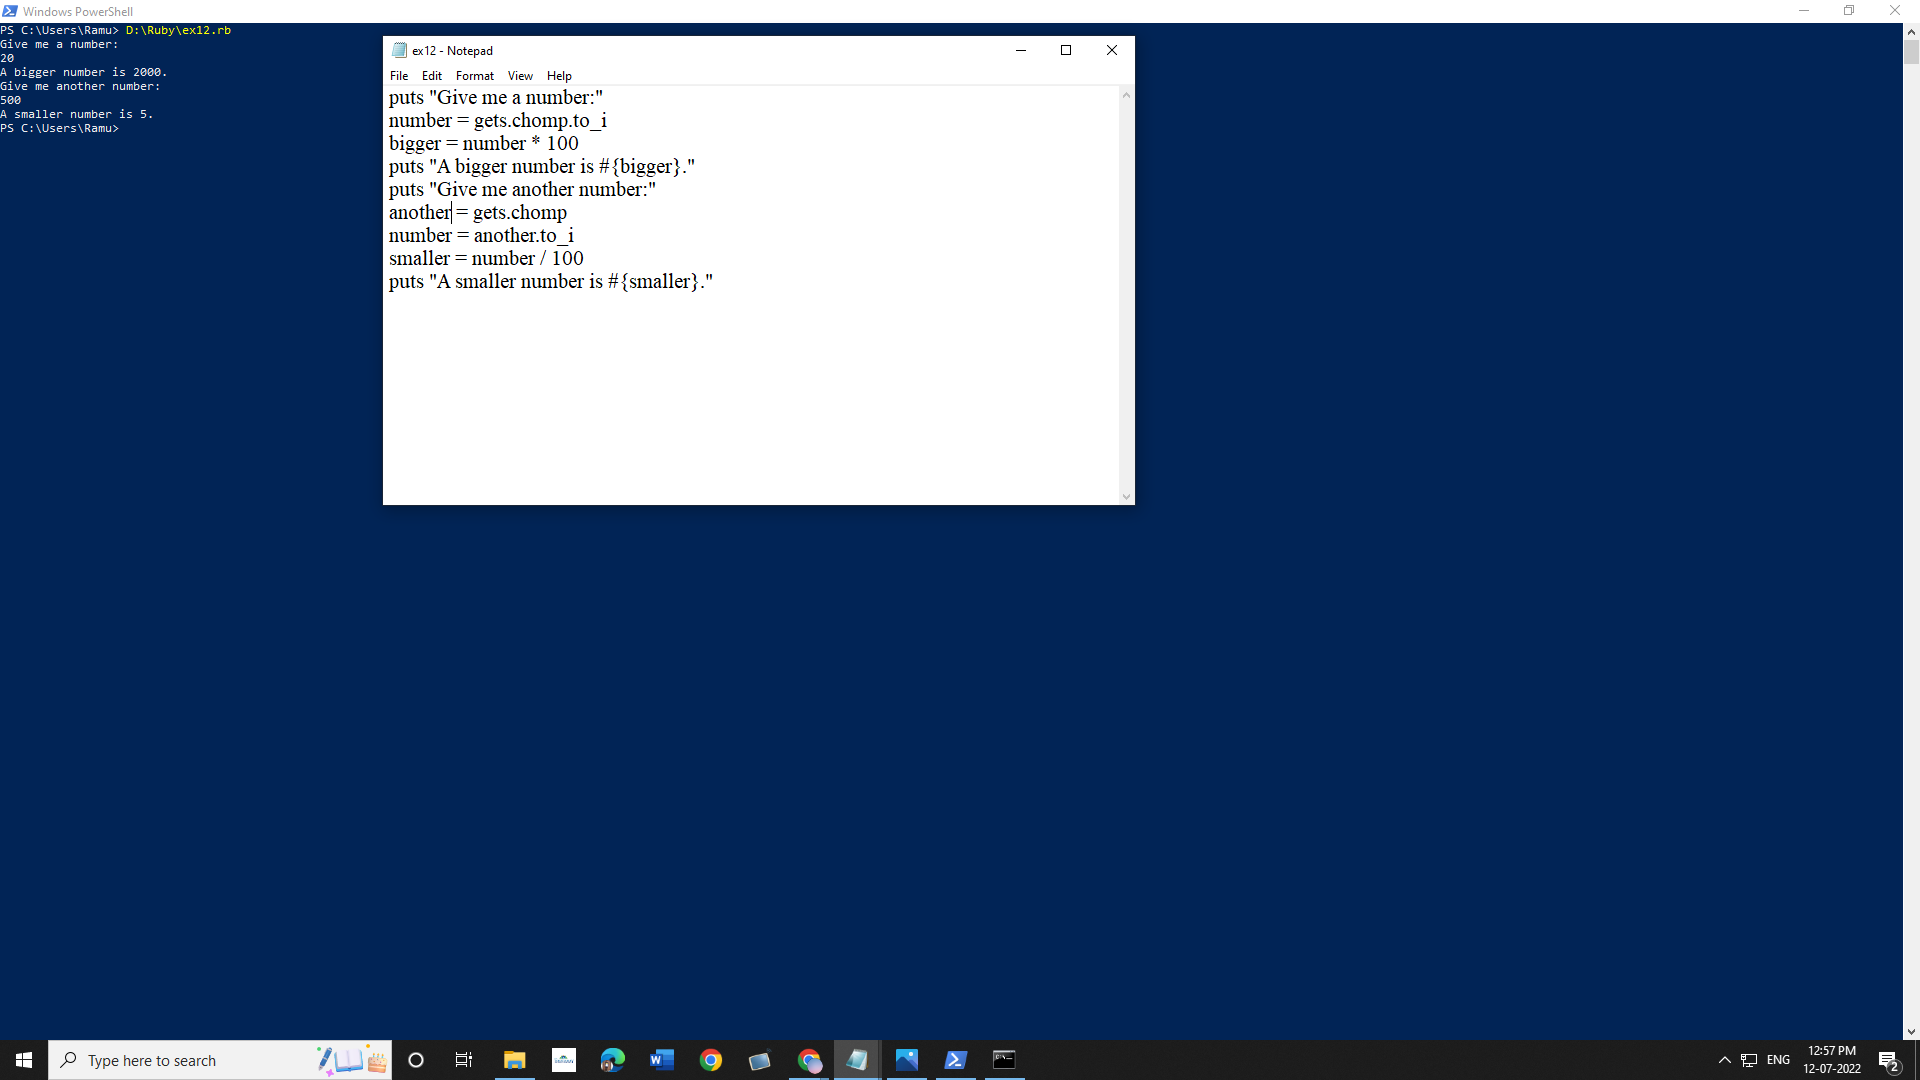 Windows PowerShell
PS C:\Users\Ramu> D:\Ruby\ex12.rb
Give me a number:
20
A bigger number is 2000.
Give me another number:
500
A smaller number is 5.
PS C:\Users\Ramu>
ex12 - Notepad
File Edit Format View Help
puts "Give me a number:"
number = gets.chomp.to_i
bigger = number * 100
puts "A bigger number is #{bigger}."
puts "Give me another number:"
another = gets.chomp
number = another.to_i
smaller = number / 100
puts "A smaller number is #{smaller}."
Type here to search
ENG
12:57 PM
12-07-2022
2